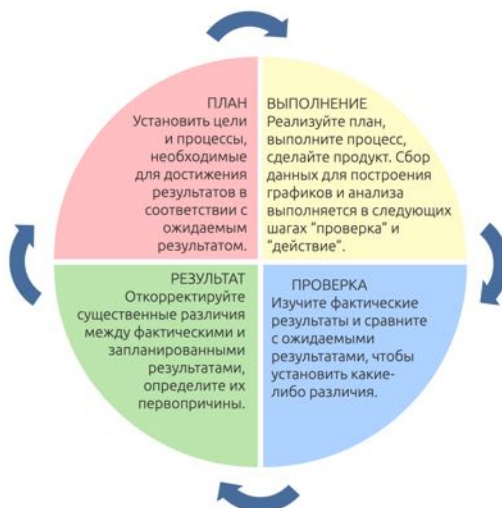 ПЛАН
Установить цели
и процессы,
необходимые
для достижения
результатов в
соответствии с
ожидаемым
результатом.
ВЫПОЛНЕНИЕ
Реализуйте план,
выполните процесс,
сделайте продукт. Сбор
данных для построения
графиков и анализа
выполняется в следующих
шагах "проверка" и
"действие".
ПРОВЕРКА
Изучите фактические
результаты и сравните
с ожидаемыми
результатами, чтобы
установить какие-
либо различия.
РЕЗУЛЬТАТ
Откорректируйте
существенные различия
между фактическими и
запланированными
результатами,
определите их
первопричины.